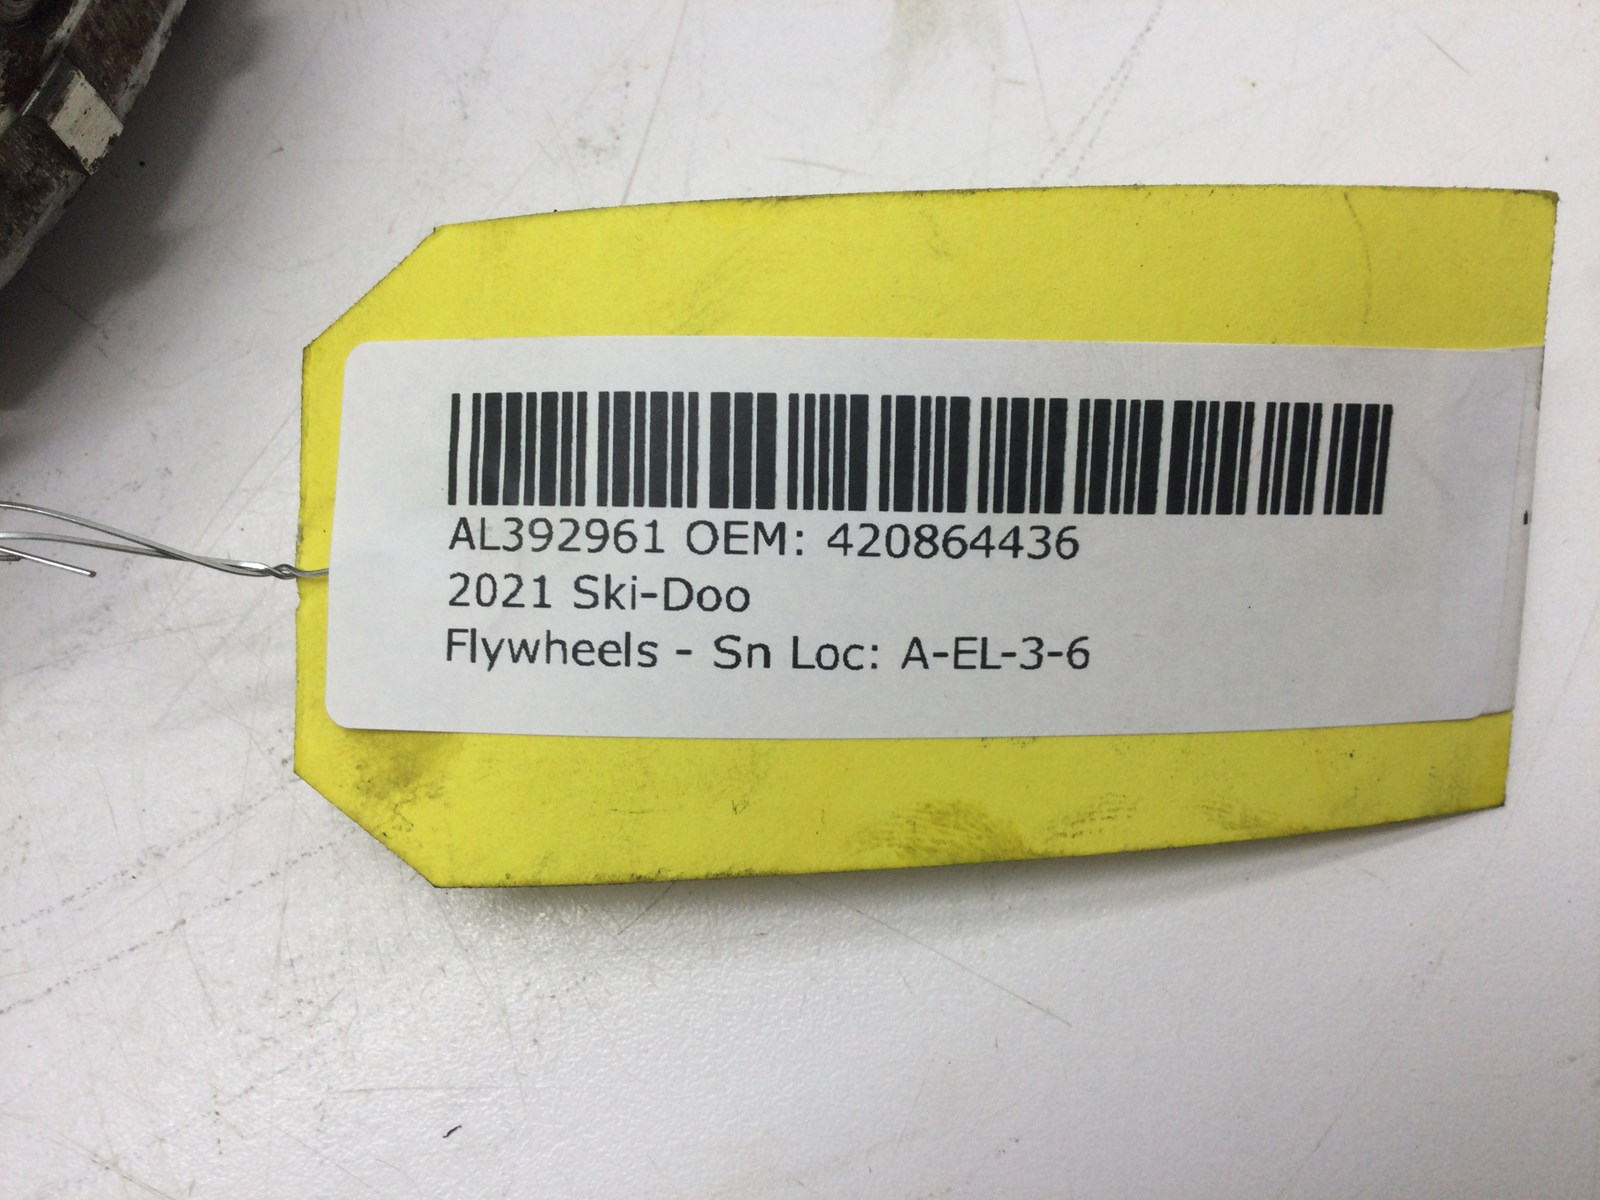 AL392961 OEM: 420864436
2021 Ski-Doo
Flywheels - Sn Loc: A-EL-3-6